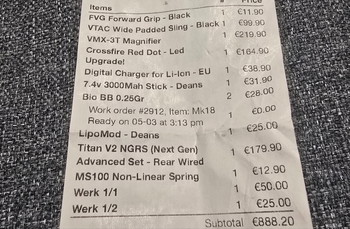 Items # Price
FVG Forward Grip - Black 1 €11.90
VTAC Wide Padded Sling - Black 1 €99.90
VMX-3T Magnifier 1 €219.90
Crossfire Red Dot - Led 1 €164.90
Upgrade!
Digital Charger for Li-Ion - EU 1 €38.90
7.4v 3000Mah Stick - Deans 1 €31.90
Bio BB 0.25Gr 2 €28.00
Work order #2912, Item: Mk18 1 €0.00
Ready on 05-03 at 3:13 pm
LipoMod - Deans 1 €25.00
Titan V2 NGRS (Next Gen) 1 €179.90
Advanced Set - Rear Wired
MS100 Non-Linear Spring 1 €12.90
Werk 1/1 1 €50.00
Werk 1/2 1 €25.00
Subtotal €888.20